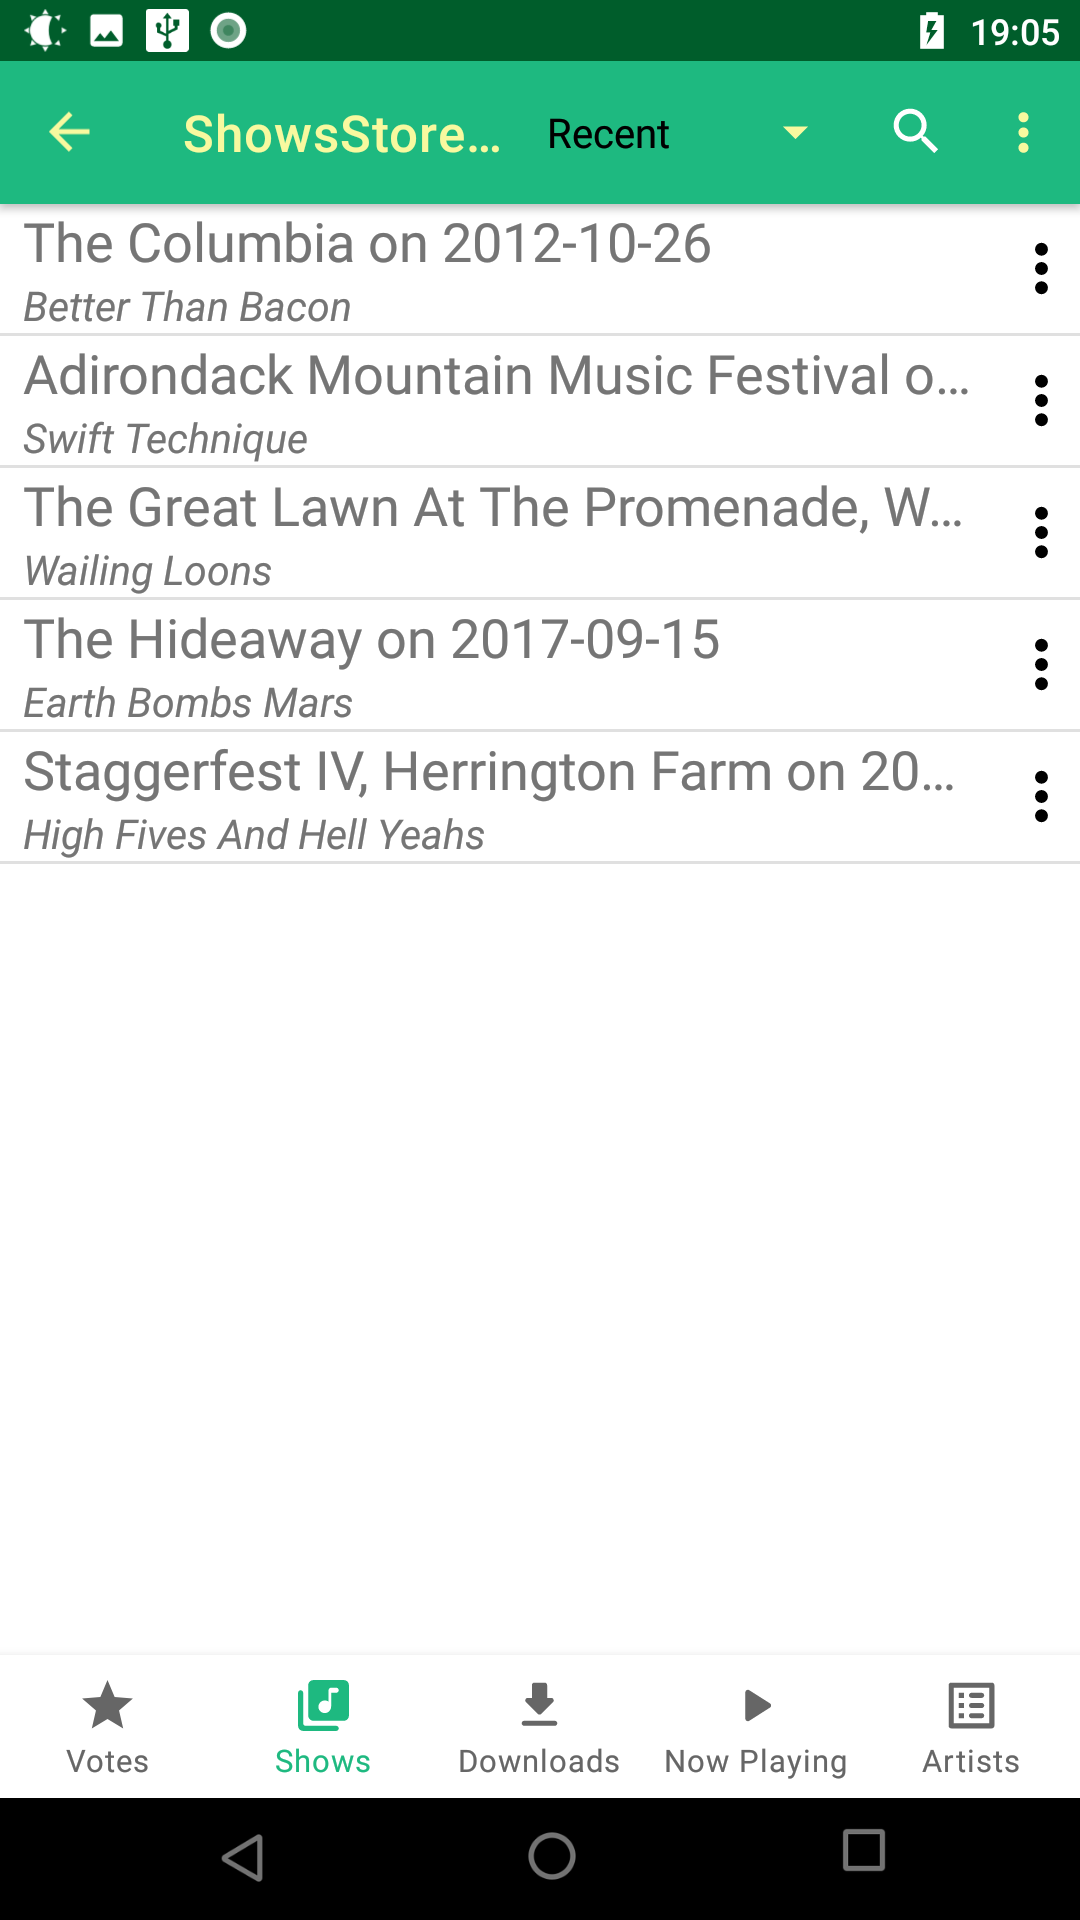 19:05
ShowsStore...
Recent
The Columbia on 2012-10-26
Better Than Bacon
Adirondack Mountain Music Festival o...
Swift Technique
The Great Lawn At The Promenade, W...
Wailing Loons
The Hideaway on 2017-09-15
Earth Bombs Mars
Staggerfest IV, Herrington Farm on 20...
High Fives And Hell Yeahs
Votes
Shows
Downloads
Now Playing
Artists